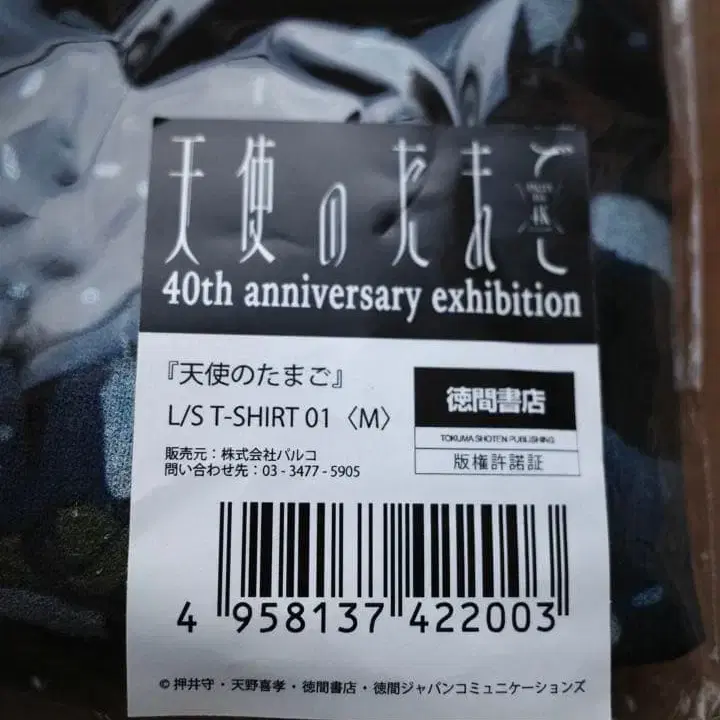 天使のたまご
4K
40th anniversary exhibition
『天使のたまご』
L/S T-SHIRT 01〈M〉
販売元：株式会社パルコ
問い合わせ先：03 - 3477 - 5905
徳間書店
TOKUMA SHOTEN PUBLISHING
版権許諾証
4 958137 422003
© 押井守・天野喜孝・徳間書店・徳間ジャパンコミュニケーションズ